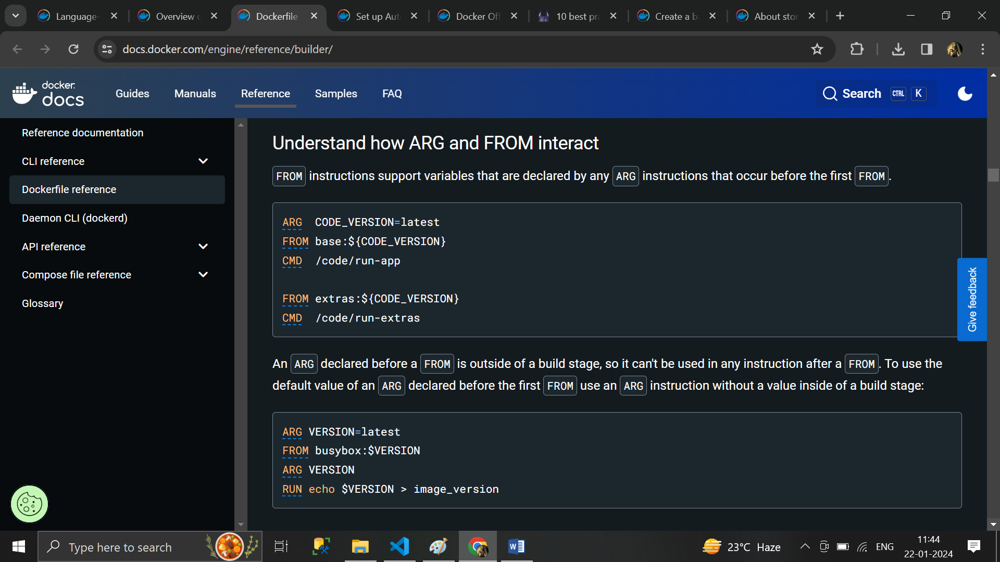 Language-
Overview c
Dockerfile
Set up Aut
Docker Off
10 best pra
Create a ba
About stor
docs.docker.com/engine/reference/builder/
docker
docs
Guides
Manuals
Reference
Samples
FAQ
Search
CTRL
K
Reference documentation
CLI reference
Dockerfile reference
Daemon CLI (dockerd)
API reference
Compose file reference
Glossary
Understand how ARG and FROM interact
FROM instructions support variables that are declared by any ARG instructions that occur before the first FROM.
ARG  CODE_VERSION=latest
FROM base:${CODE_VERSION}
CMD  /code/run-app
FROM extras:${CODE_VERSION}
CMD  /code/run-extras
An ARG declared before a FROM is outside of a build stage, so it can't be used in any instruction after a FROM. To use the
default value of an ARG declared before the first FROM use an ARG instruction without a value inside of a build stage:
ARG VERSION=latest
FROM busybox:$VERSION
ARG VERSION
RUN echo $VERSION > image_version
Give feedback
Type here to search
23°C Haze
ENG
11:44
22-01-2024